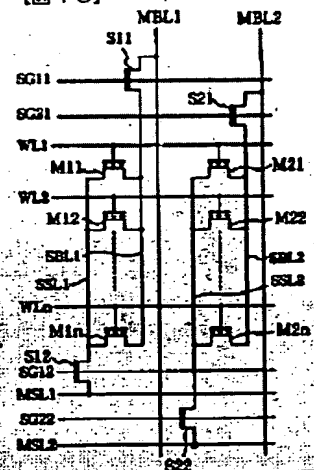 MBL1 MBL2
S11
SG11
S21
SG21
WL1
M11 M21
WL2
M12 M22
SBL1 SBL2
SSL1 SSL2
WLn
M1n M2n
S12
SG12
MSL1
SG22
MSL2
S22